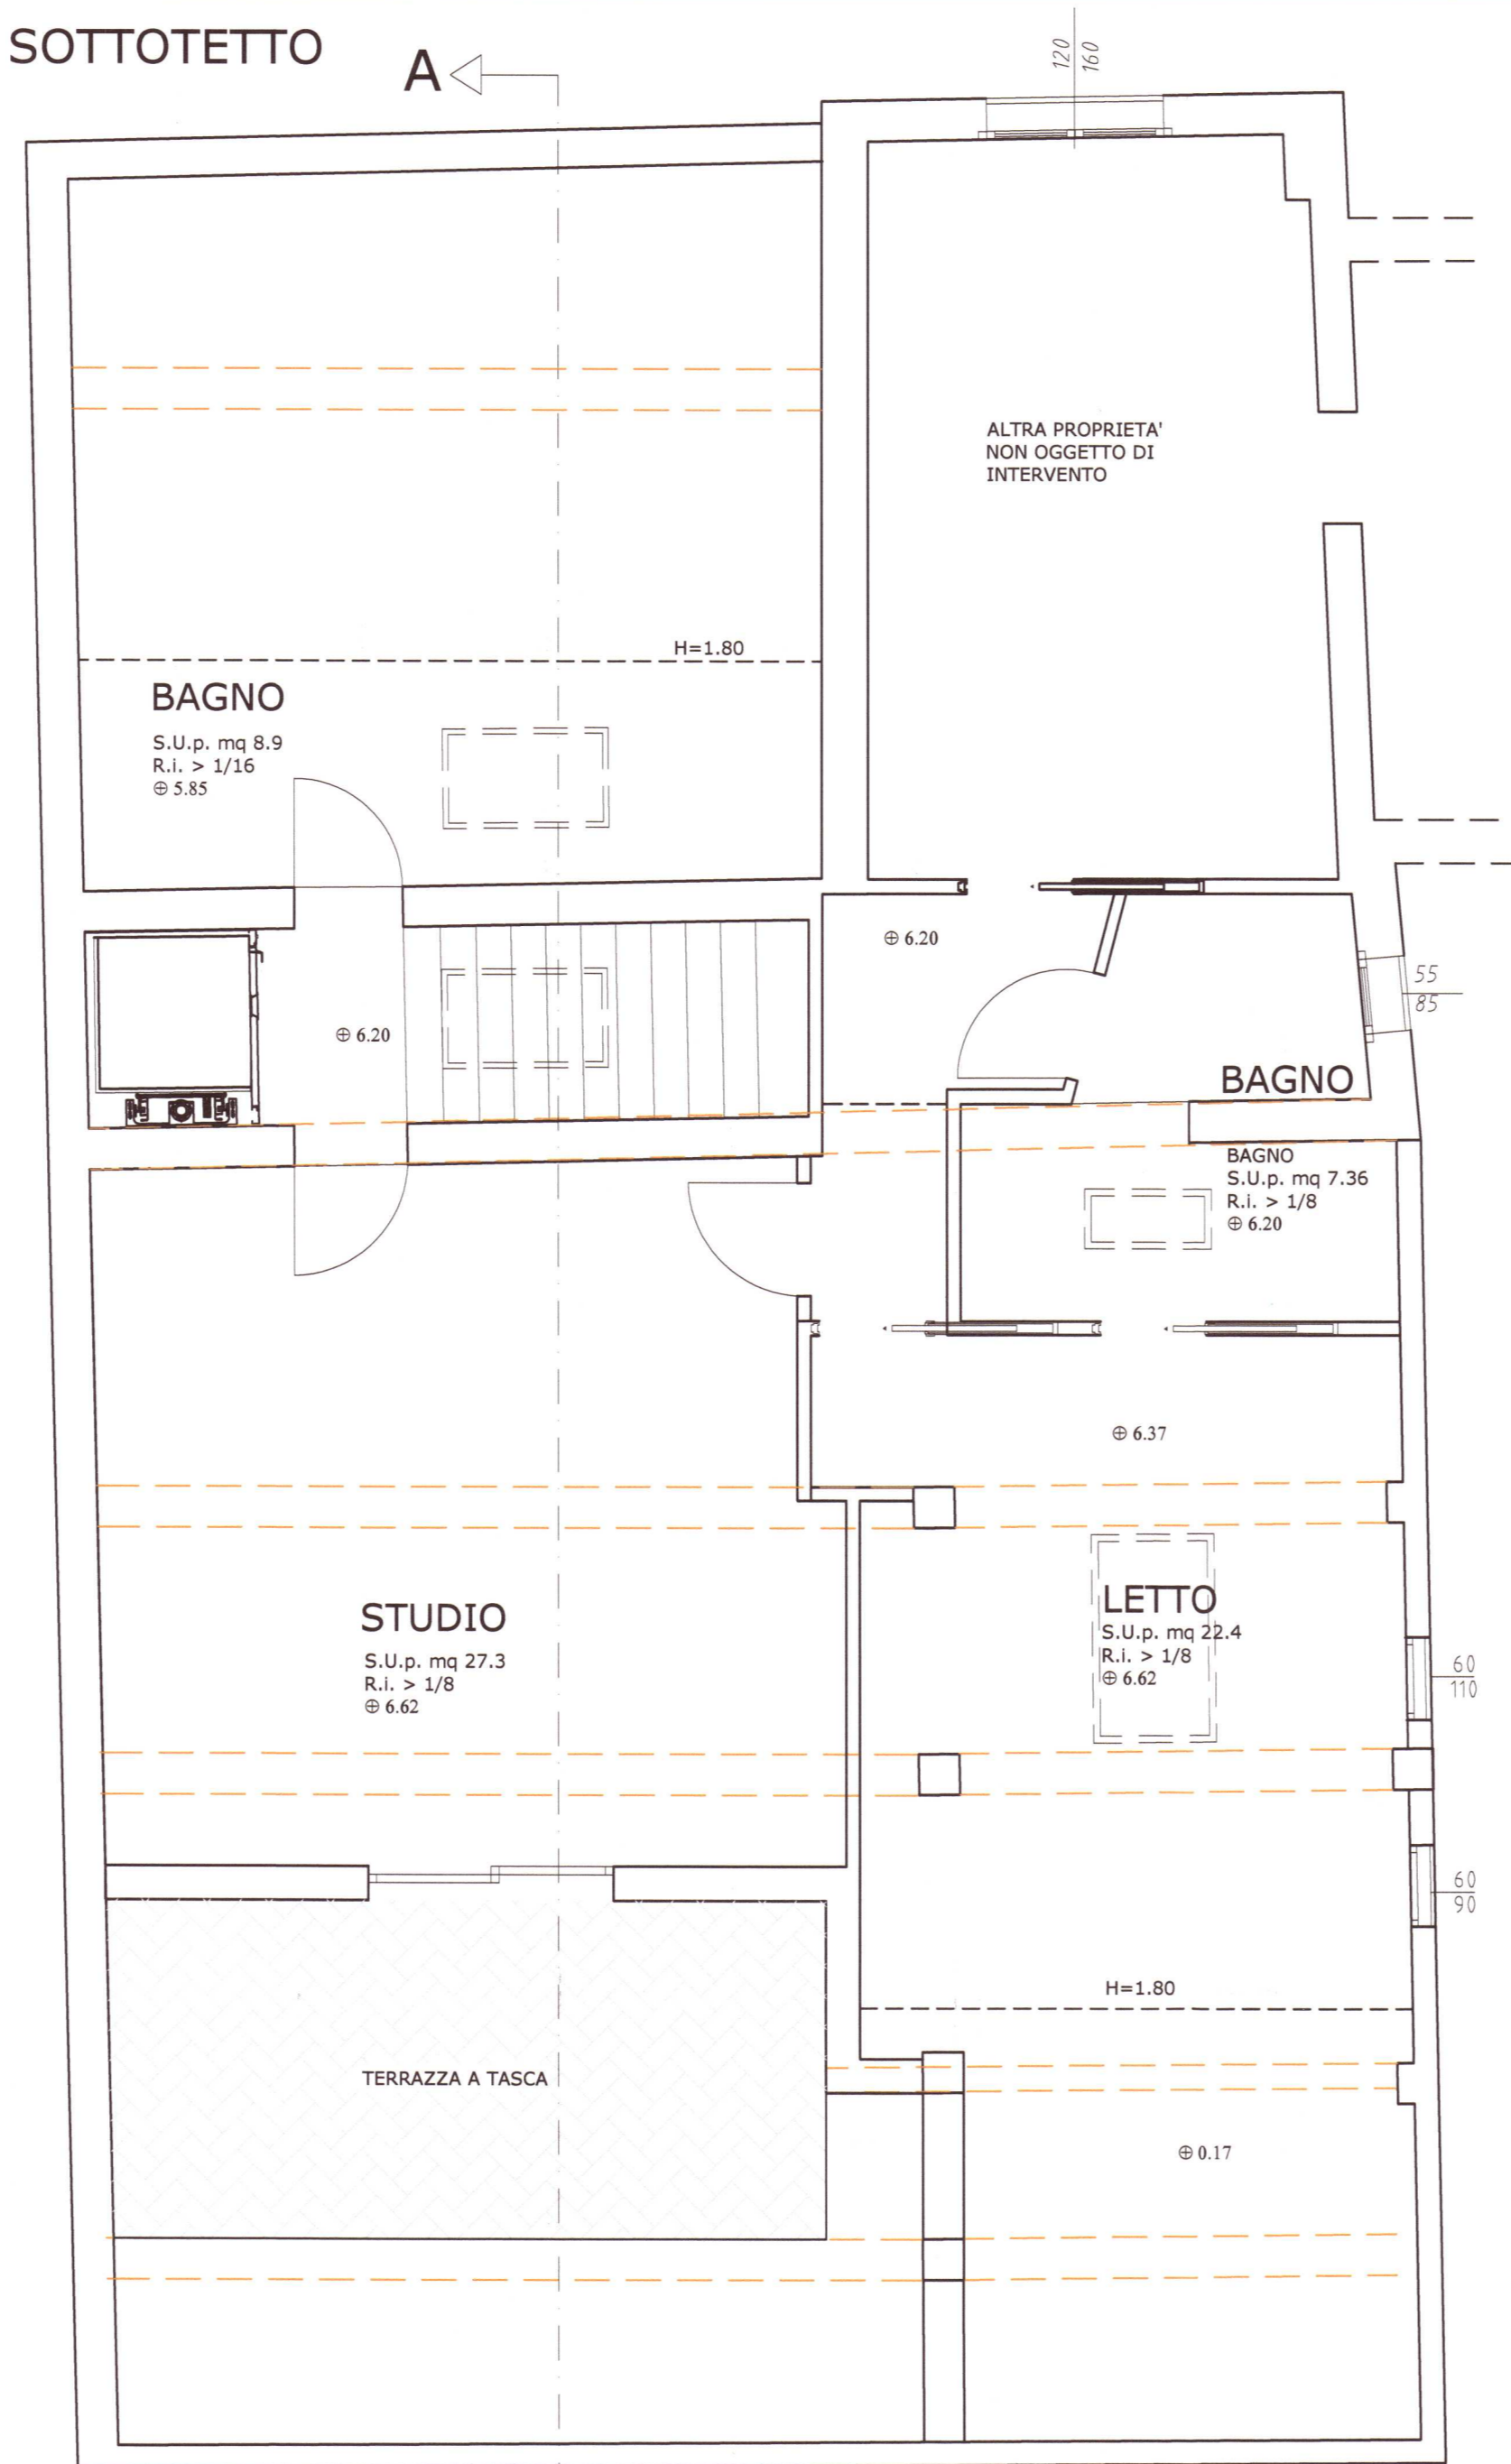 SOTTOTETTO
A
120
160
ALTRA PROPRIETA'
NON OGGETTO DI
INTERVENTO
H=1.80
BAGNO
S.U.p. mq 8.9
R.i. > 1/16
⊕ 5.85
⊕ 6.20
⊕ 6.20
55
85
BAGNO
BAGNO
S.U.p. mq 7.36
R.i. > 1/8
⊕ 6.20
⊕ 6.37
STUDIO
S.U.p. mq 27.3
R.i. > 1/8
⊕ 6.62
LETTO
S.U.p. mq 22.4
R.i. > 1/8
⊕ 6.62
60
110
60
90
H=1.80
TERRAZZA A TASCA
⊕ 0.17